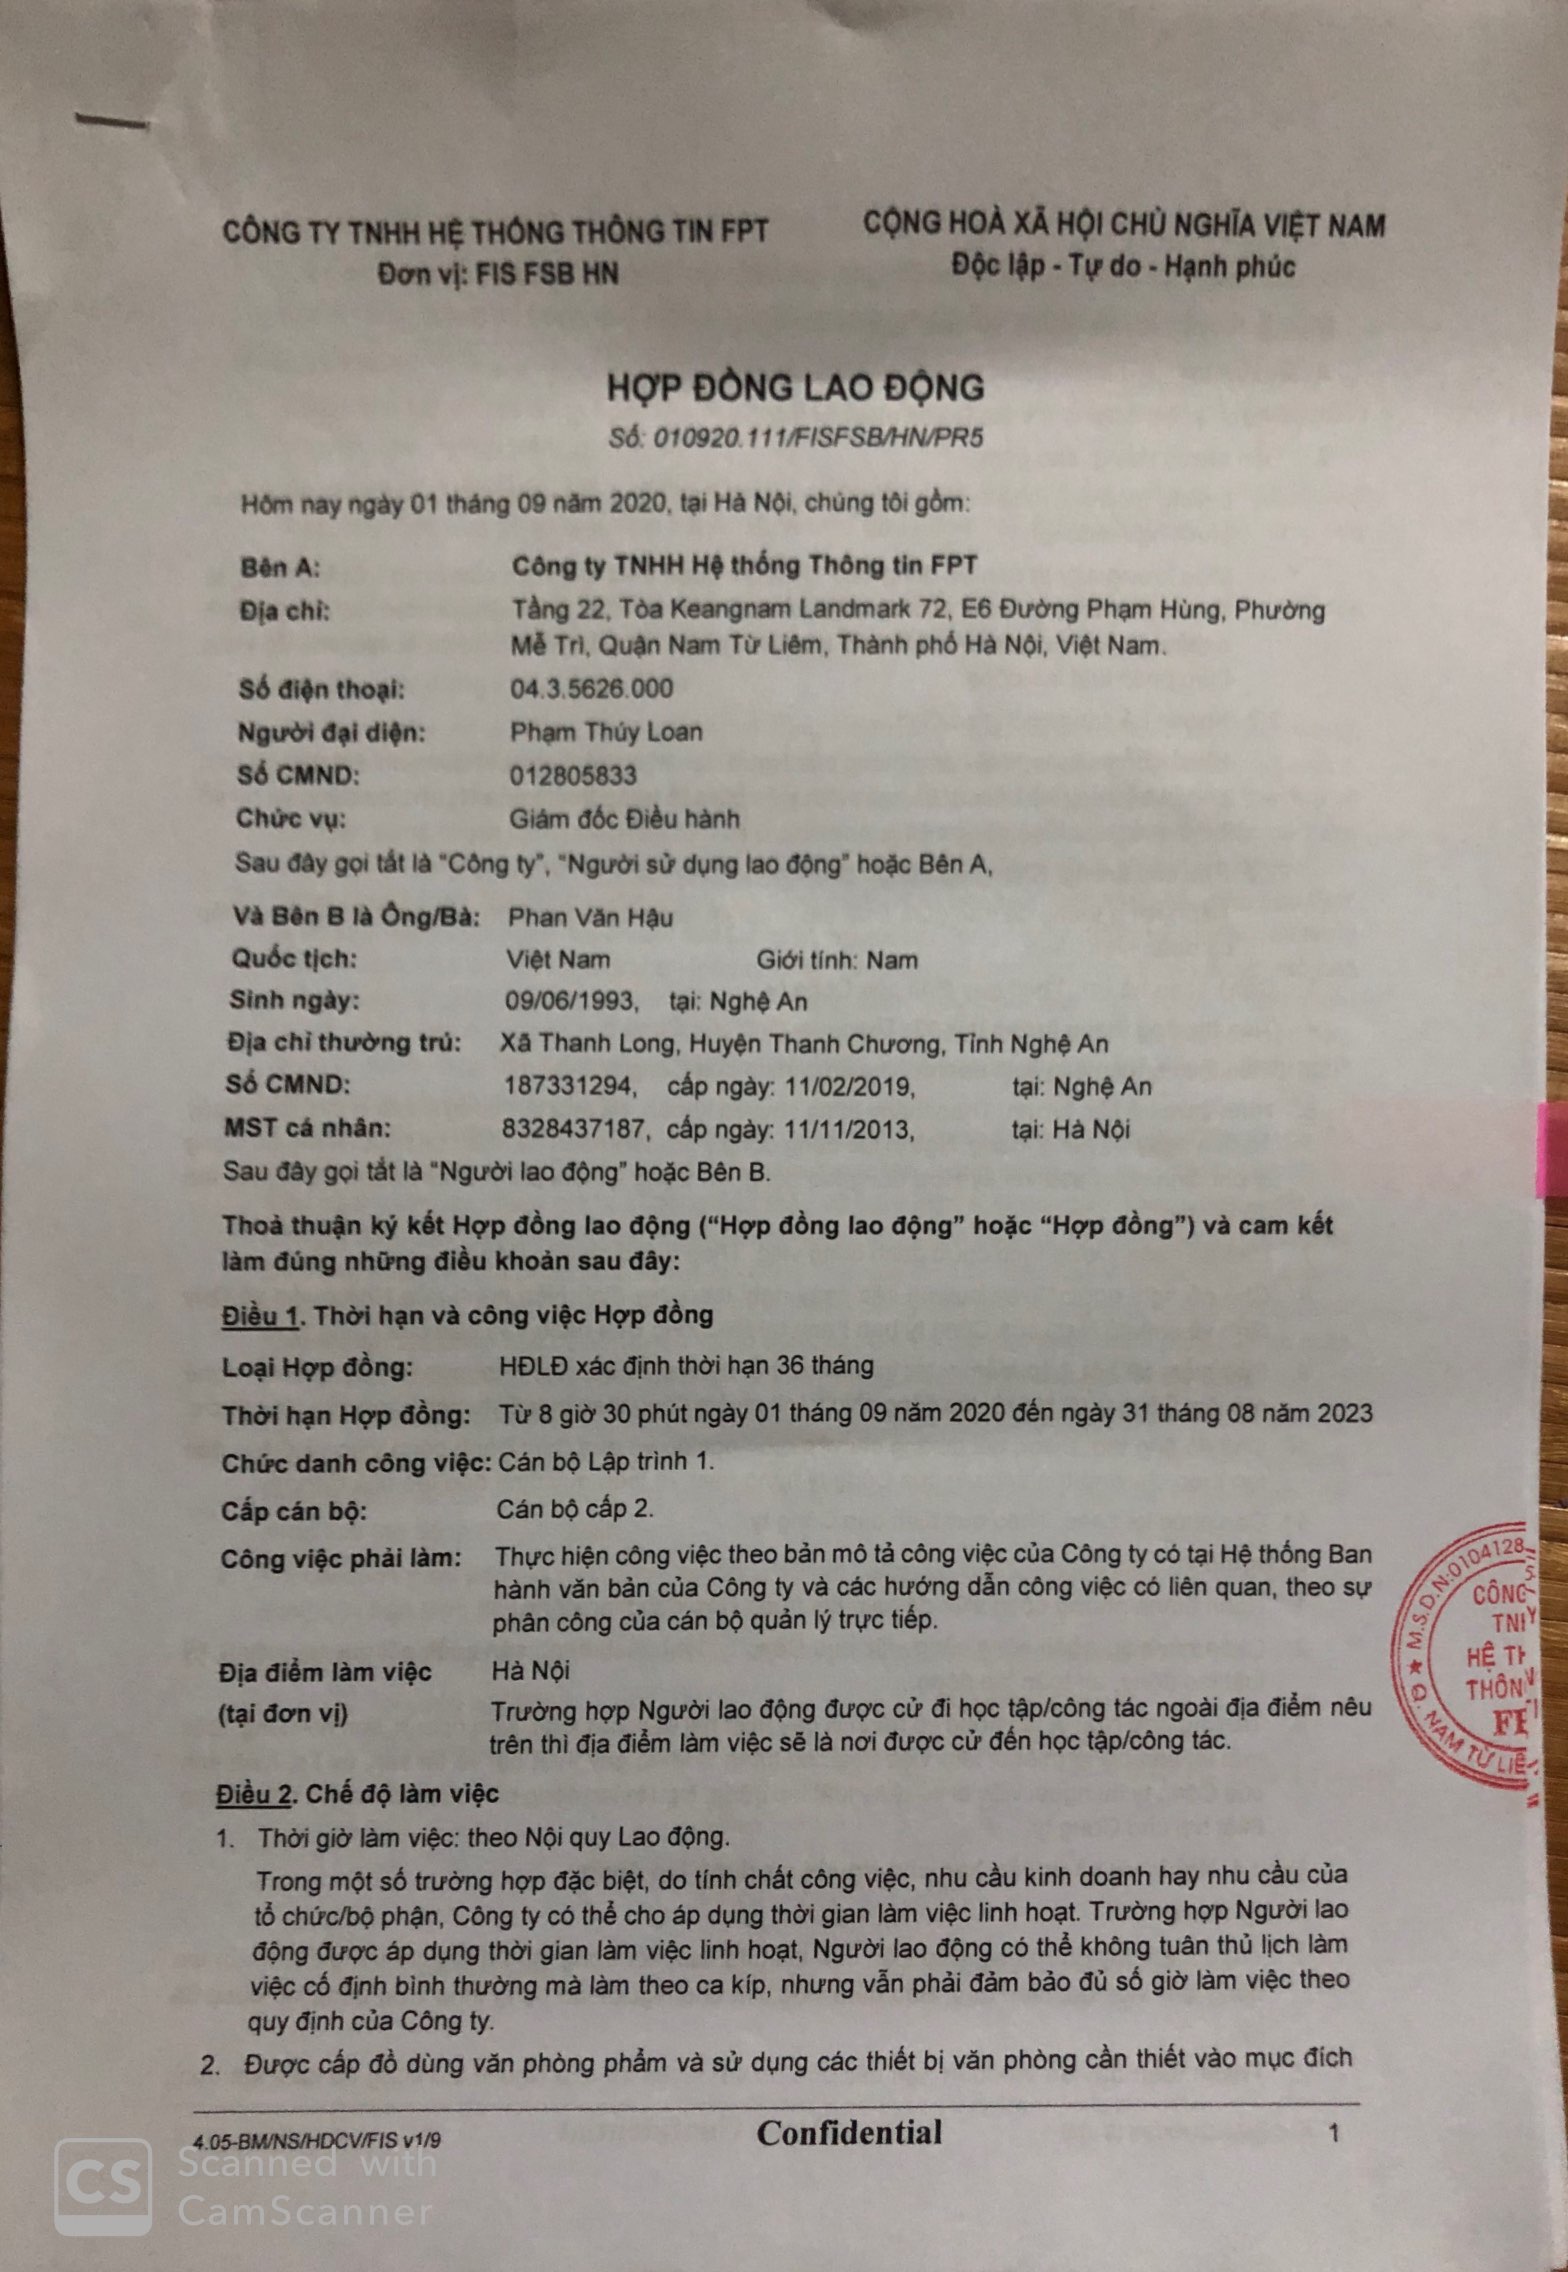 CÔNG TY TNHH HỆ THỐNG THÔNG TIN FPT
Đơn vị: FIS FSB HN
CỘNG HOÀ XÃ HỘI CHỦ NGHĨA VIỆT NAM
Độc lập - Tự do - Hạnh phúc
HỢP ĐỒNG LAO ĐỘNG
Số: 010920.111/FISFSB/HN/PR5
Hôm nay ngày 01 tháng 09 năm 2020, tại Hà Nội, chúng tôi gồm:
Bên A: Công ty TNHH Hệ thống Thông tin FPT
Địa chỉ: Tầng 22, Tòa Keangnam Landmark 72, E6 Đường Phạm Hùng, Phường
Mễ Trì, Quận Nam Từ Liêm, Thành phố Hà Nội, Việt Nam.
Số điện thoại: 04.3.5626.000
Người đại diện: Phạm Thúy Loan
Số CMND: 012805833
Chức vụ: Giám đốc Điều hành
Sau đây gọi tắt là “Công ty”, “Người sử dụng lao động” hoặc Bên A,
Và Bên B là Ông/Bà: Phan Văn Hậu
Quốc tịch: Việt Nam Giới tính: Nam
Sinh ngày: 09/06/1993, tại: Nghệ An
Địa chỉ thường trú: Xã Thanh Long, Huyện Thanh Chương, Tỉnh Nghệ An
Số CMND: 187331294, cấp ngày: 11/02/2019, tại: Nghệ An
MST cá nhân: 8328437187, cấp ngày: 11/11/2013, tại: Hà Nội
Sau đây gọi tắt là “Người lao động” hoặc Bên B.
Thoả thuận ký kết Hợp đồng lao động (“Hợp đồng lao động” hoặc “Hợp đồng”) và cam kết
làm đúng những điều khoản sau đây:
Điều 1. Thời hạn và công việc Hợp đồng
Loại Hợp đồng: HĐLĐ xác định thời hạn 36 tháng
Thời hạn Hợp đồng: Từ 8 giờ 30 phút ngày 01 tháng 09 năm 2020 đến ngày 31 tháng 08 năm 2023
Chức danh công việc: Cán bộ Lập trình 1.
Cấp cán bộ: Cán bộ cấp 2.
Công việc phải làm: Thực hiện công việc theo bản mô tả công việc của Công ty có tại Hệ thống Ban
hành văn bản của Công ty và các hướng dẫn công việc có liên quan, theo sự
phân công của cán bộ quản lý trực tiếp.
Địa điểm làm việc Hà Nội
(tại đơn vị) Trường hợp Người lao động được cử đi học tập/công tác ngoài địa điểm nêu
trên thì địa điểm làm việc sẽ là nơi được cử đến học tập/công tác.
M.S.D.N:0104128
CÔNG
TNH
HỆ TH
THÔN
FP
Q. NAM TỪ LIÊ
Điều 2. Chế độ làm việc
1. Thời giờ làm việc: theo Nội quy Lao động.
Trong một số trường hợp đặc biệt, do tính chất công việc, nhu cầu kinh doanh hay nhu cầu của
tổ chức/bộ phận, Công ty có thể cho áp dụng thời gian làm việc linh hoạt. Trường hợp Người lao
động được áp dụng thời gian làm việc linh hoạt, Người lao động có thể không tuân thủ lịch làm
việc cố định bình thường mà làm theo ca kíp, nhưng vẫn phải đảm bảo đủ số giờ làm việc theo
quy định của Công ty.
2. Được cấp đồ dùng văn phòng phẩm và sử dụng các thiết bị văn phòng cần thiết vào mục đích
4.05-BM/NS/HDCV/FIS v1/9 Confidential 1
CS Scanned with
CamScanner